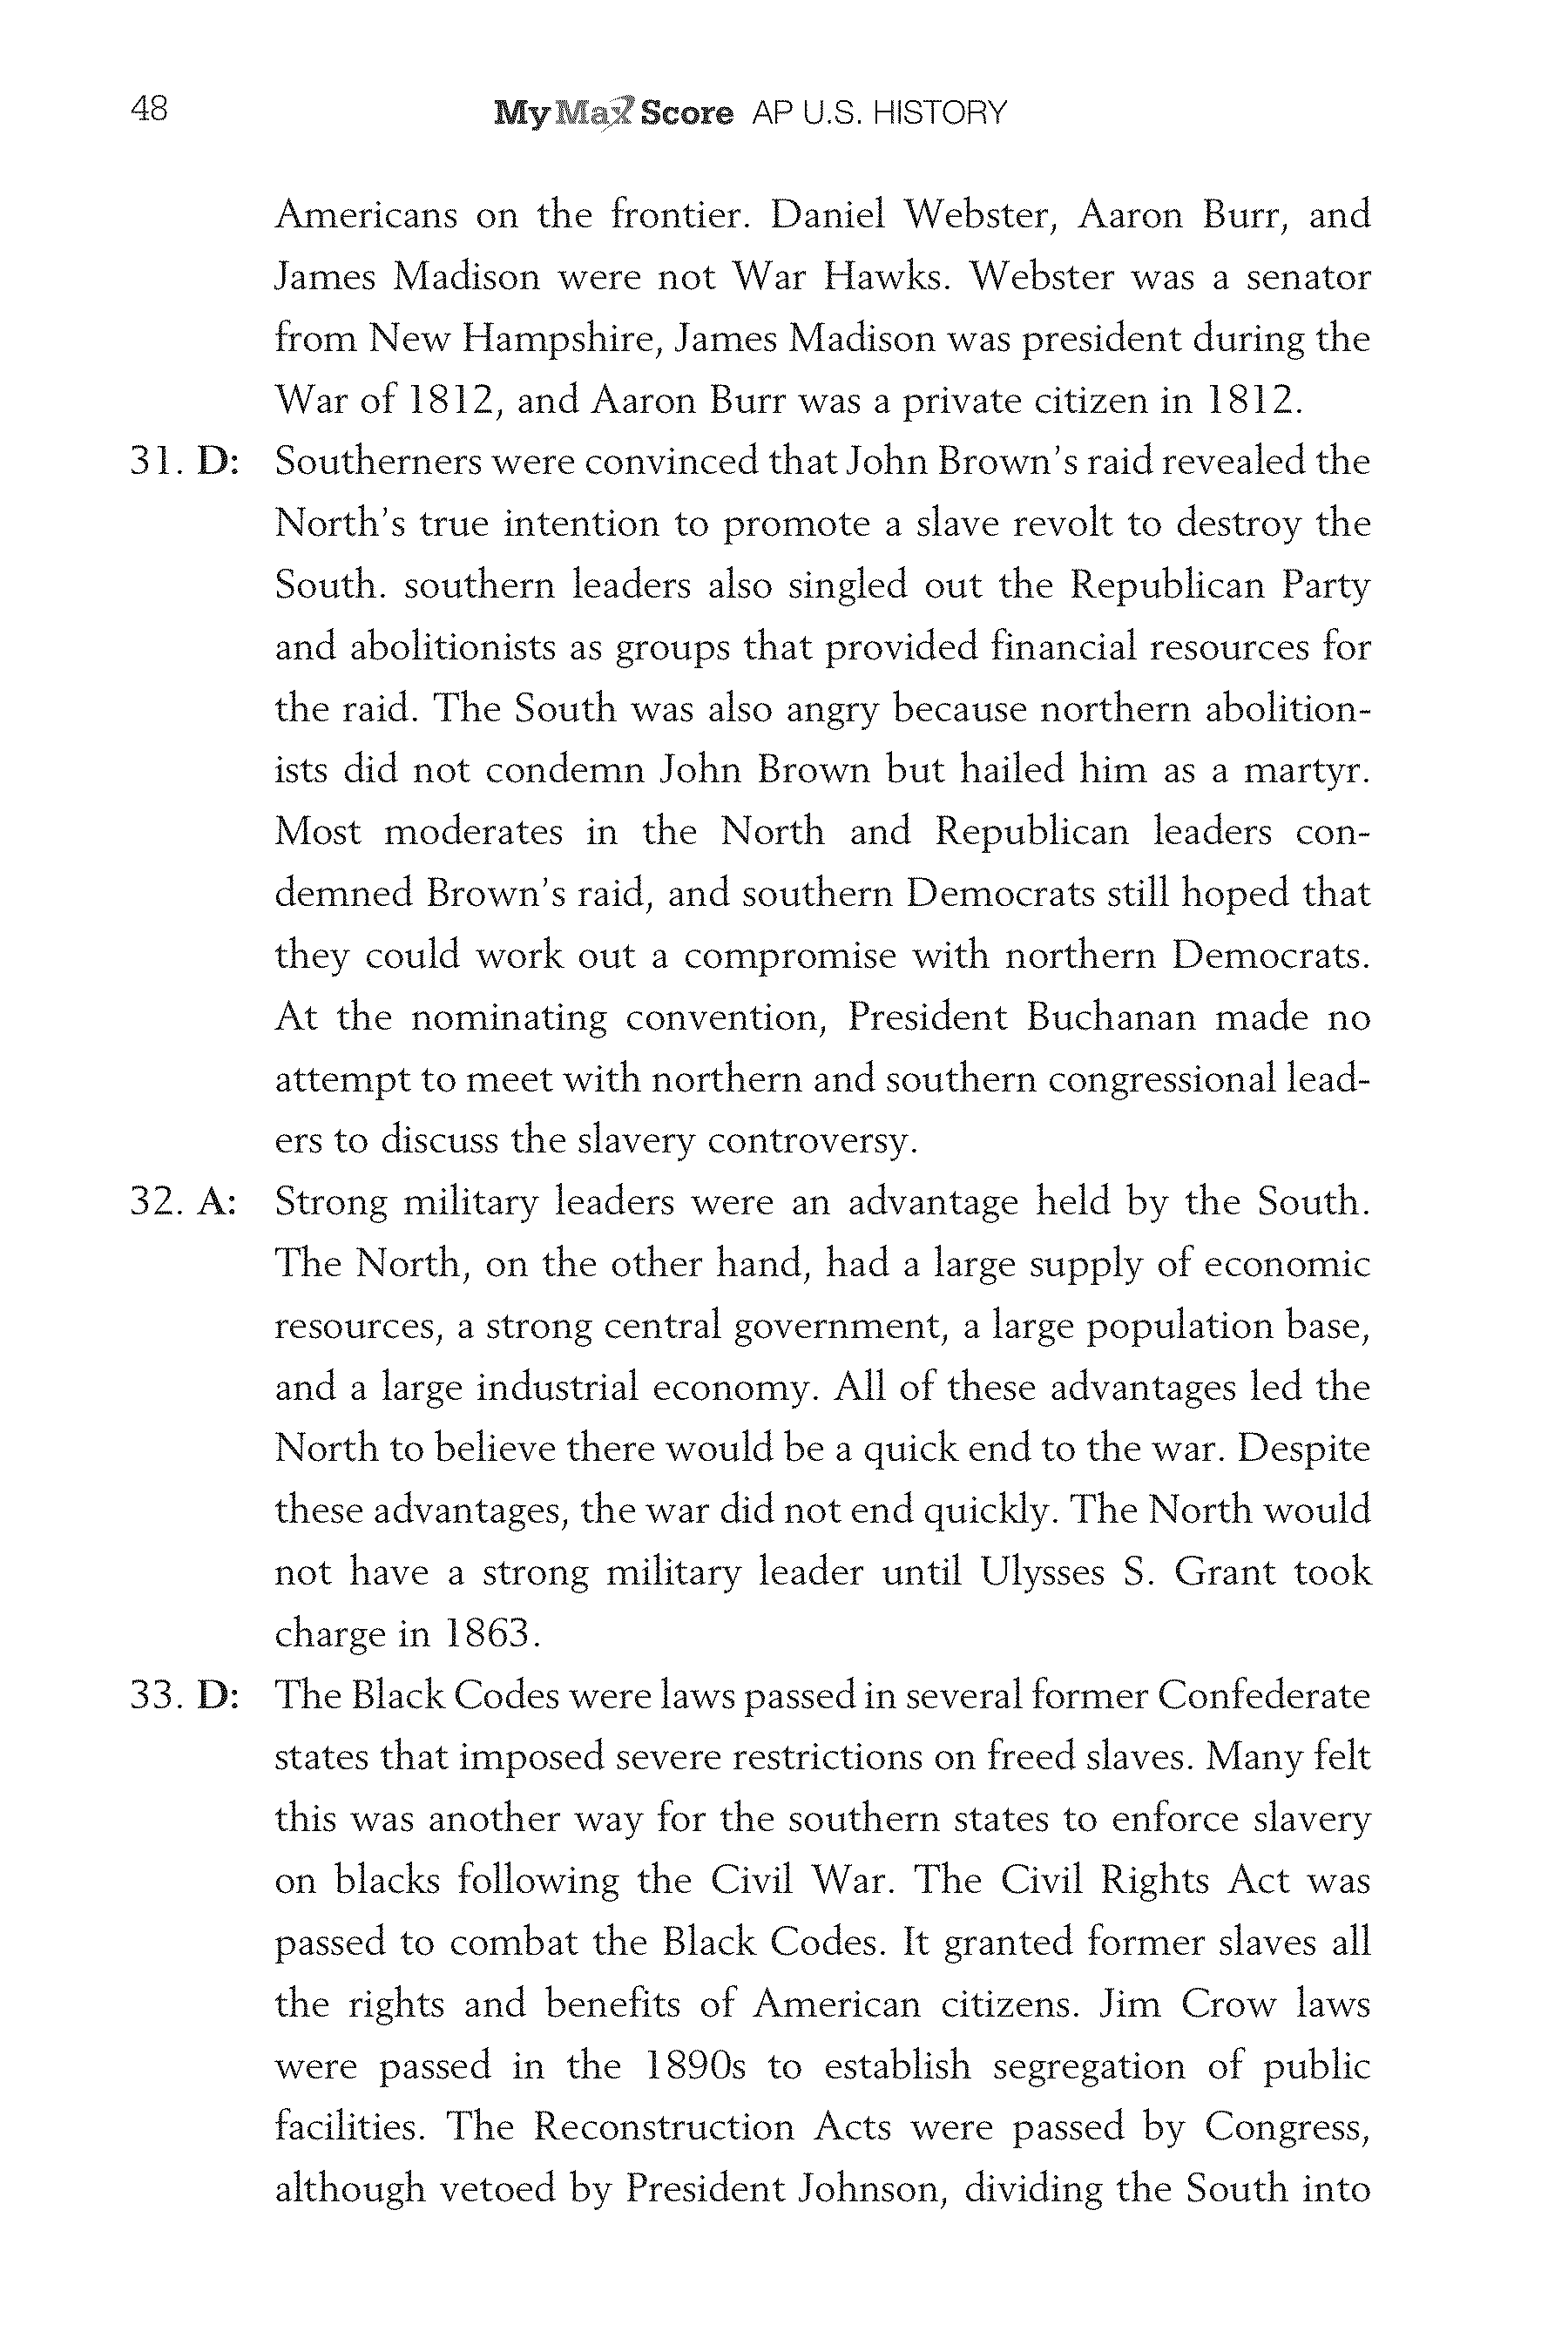 48
MyMaxScore AP U.S. HISTORY
Americans on the frontier. Daniel Webster, Aaron Burr, and
James Madison were not War Hawks. Webster was a senator
from New Hampshire, James Madison was president during the
War of 1812, and Aaron Burr was a private citizen in 1812.
31. D: Southerners were convinced that John Brown’s raid revealed the
North’s true intention to promote a slave revolt to destroy the
South. southern leaders also singled out the Republican Party
and abolitionists as groups that provided financial resources for
the raid. The South was also angry because northern abolition-
ists did not condemn John Brown but hailed him as a martyr.
Most moderates in the North and Republican leaders con-
demned Brown’s raid, and southern Democrats still hoped that
they could work out a compromise with northern Democrats.
At the nominating convention, President Buchanan made no
attempt to meet with northern and southern congressional lead-
ers to discuss the slavery controversy.
32. A: Strong military leaders were an advantage held by the South.
The North, on the other hand, had a large supply of economic
resources, a strong central government, a large population base,
and a large industrial economy. All of these advantages led the
North to believe there would be a quick end to the war. Despite
these advantages, the war did not end quickly. The North would
not have a strong military leader until Ulysses S. Grant took
charge in 1863.
33. D: The Black Codes were laws passed in several former Confederate
states that imposed severe restrictions on freed slaves. Many felt
this was another way for the southern states to enforce slavery
on blacks following the Civil War. The Civil Rights Act was
passed to combat the Black Codes. It granted former slaves all
the rights and benefits of American citizens. Jim Crow laws
were passed in the 1890s to establish segregation of public
facilities. The Reconstruction Acts were passed by Congress,
although vetoed by President Johnson, dividing the South into